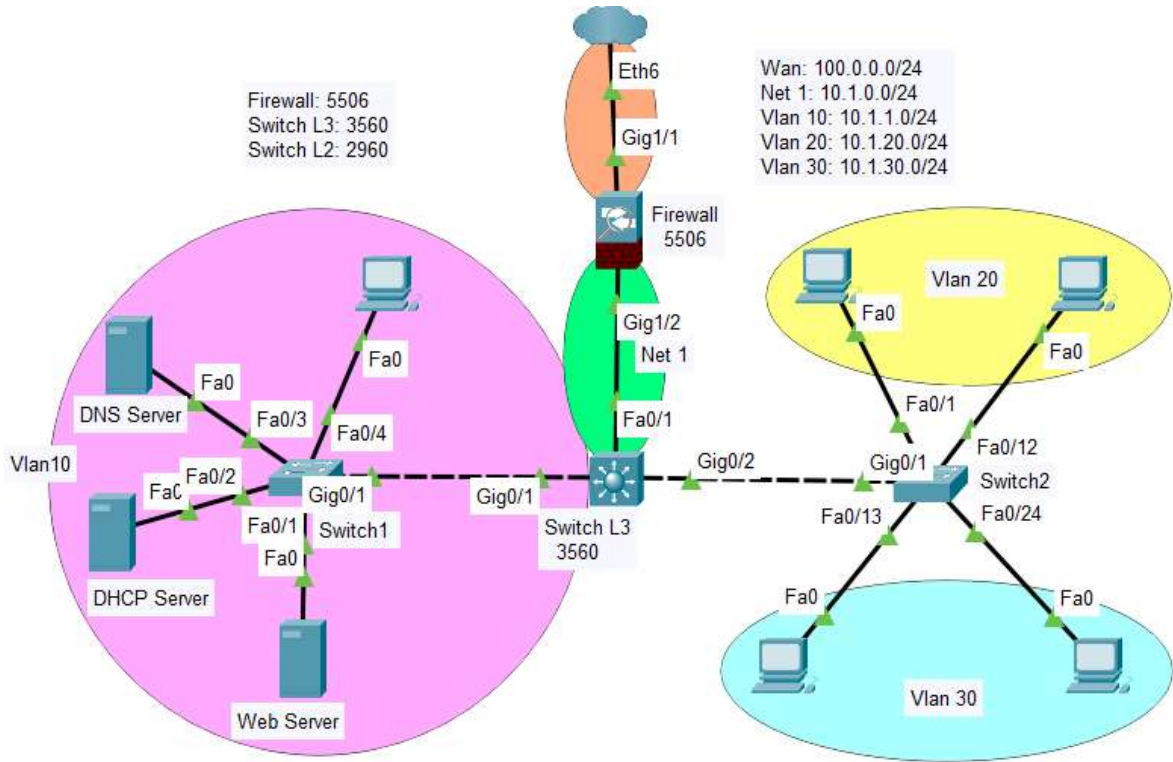 Eth6
Wan: 100.0.0.0/24
Net 1: 10.1.0.0/24
Vlan 10: 10.1.1.0/24
Vlan 20: 10.1.20.0/24
Vlan 30: 10.1.30.0/24
Firewall: 5506
Switch L3: 3560
Switch L2: 2960
Gig1/1
Firewall
5506
Gig1/2
Net 1
Fa0/1
Fa0
Fa0/4
Fa0
DNS Server
Fa0/3
Vlan10
Fa0
Fa0/2
DHCP Server
Gig0/1
Switch1
Fa0/1
Fa0
Web Server
Gig0/1
Switch L3
3560
Gig0/2
Gig0/1
Switch2
Vlan 20
Fa0
Fa0
Fa0/1
Fa0/12
Fa0/13
Fa0/24
Fa0
Fa0
Vlan 30